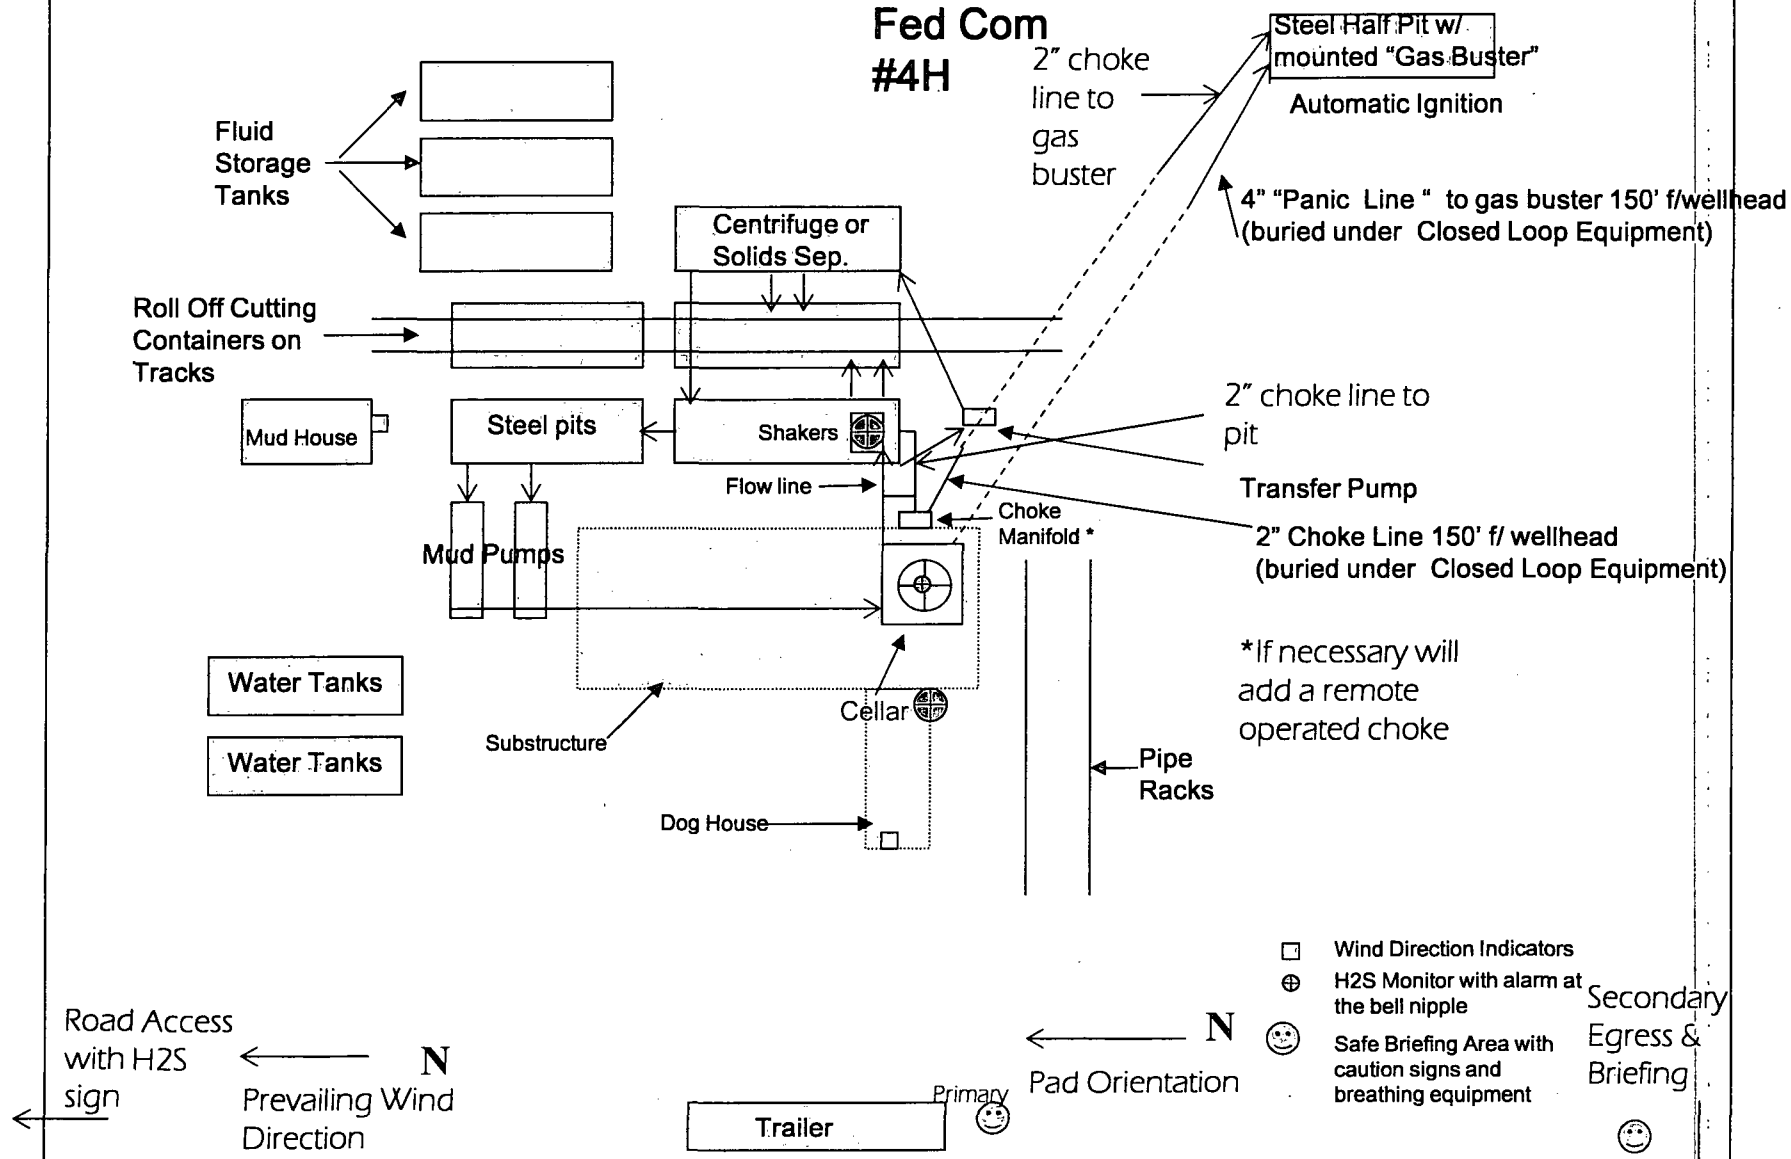 Fed Com
#4H
Steel Half Pit w/
mounted “Gas Buster”
Automatic Ignition
2” choke
line to
gas
buster
Fluid
Storage
Tanks
4” “Panic Line “ to gas buster 150’ f/wellhead
(buried under Closed Loop Equipment)
Centrifuge or
Solids Sep.
Roll Off Cutting
Containers on
Tracks
Mud House
Steel pits
Shakers
2” choke line to
pit
Flow line
Transfer Pump
Choke
Manifold *
2” Choke Line 150’ f/ wellhead
(buried under Closed Loop Equipment)
Mud Pumps
*If necessary will
add a remote
operated choke
Water Tanks
Cellar
Substructure
Water Tanks
Pipe
Racks
Dog House
Wind Direction Indicators
H2S Monitor with alarm at
the bell nipple
Safe Briefing Area with
caution signs and
breathing equipment
Secondary
Egress &
Briefing
Road Access
with H2S
sign
N
Prevailing Wind
Direction
N
Pad Orientation
Primary
Trailer